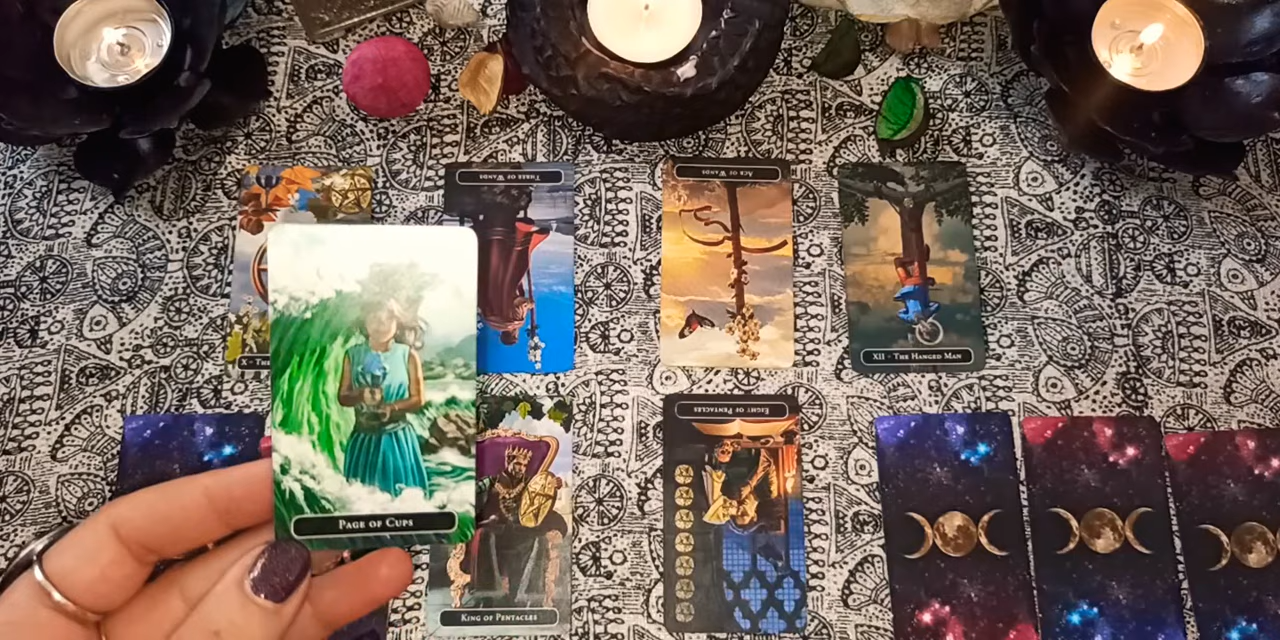 Three of Wands
Ace of Wands
X - The
XII - The Hanged Man
Page of Cups
Eight of Pentacles
King of Pentacles